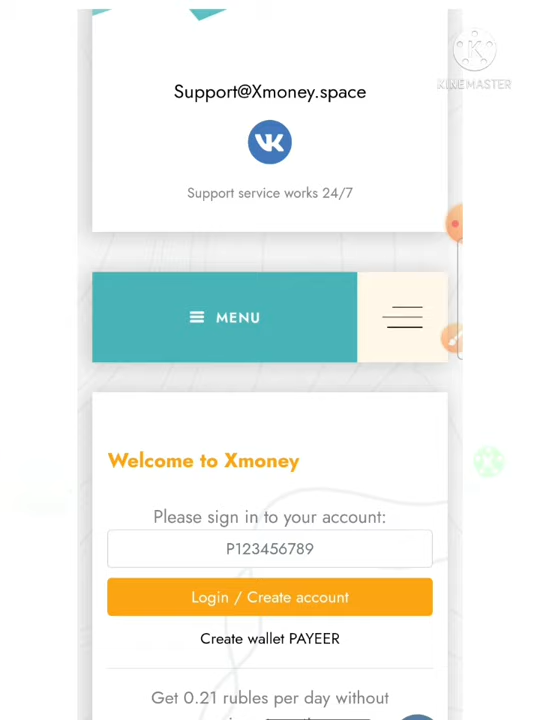 KINEMASTER
Support@Xmoney.space
Support service works 24/7
MENU
Welcome to Xmoney
Please sign in to your account:
P123456789
Login / Create account
Create wallet PAYEER
Get 0.21 rubles per day without